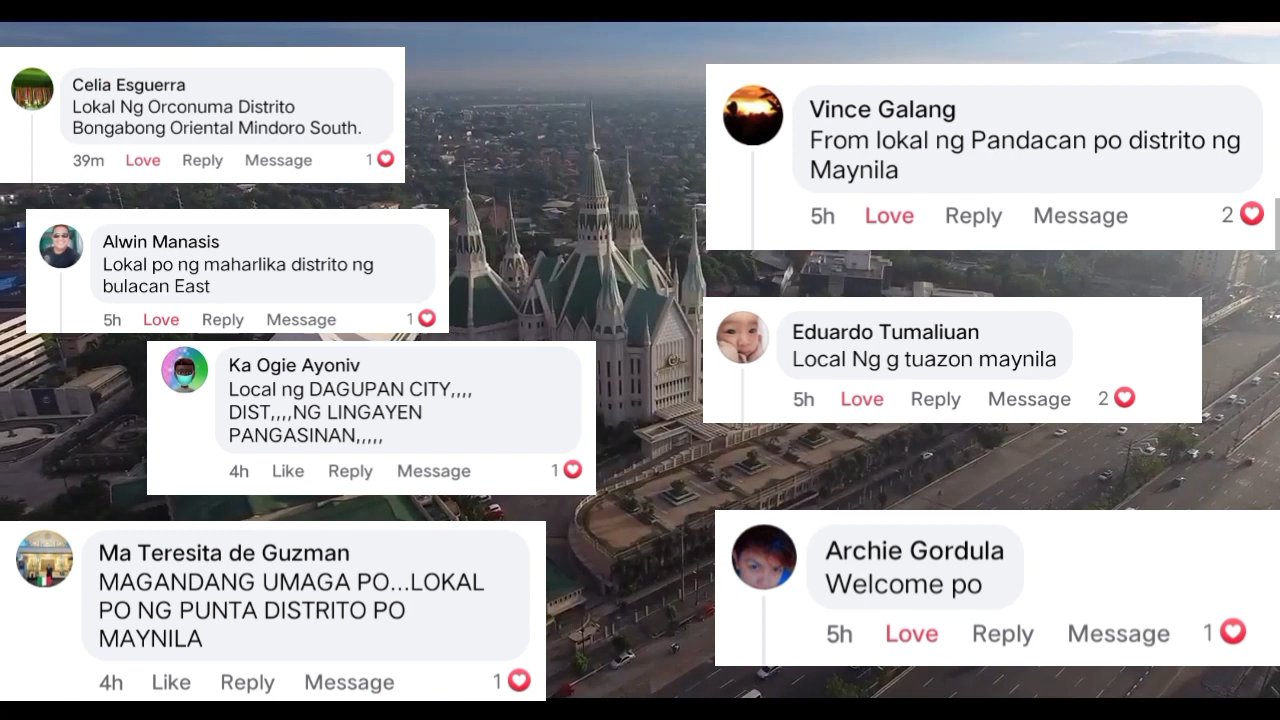 Celia Esguerra
Lokal Ng Orconuma Distrito
Bongabong Oriental Mindoro South.
39m Love Reply Message 1
Alwin Manasis
Lokal po ng maharlika distrito ng
bulacan East
5h Love Reply Message 1
Ka Ogie Ayoniv
Local ng DAGUPAN CITY,,,,
DIST,,,,NG LINGAYEN
PANGASINAN,,,,,
4h Like Reply Message 1
Ma Teresita de Guzman
MAGANDANG UMAGA PO...LOKAL
PO NG PUNTA DISTRITO PO
MAYNILA
4h Like Reply Message 1
Vince Galang
From lokal ng Pandacan po distrito ng
Maynila
5h Love Reply Message 2
Eduardo Tumaliuan
Local Ng g tuazon maynila
5h Love Reply Message 2
Archie Gordula
Welcome po
5h Love Reply Message 1